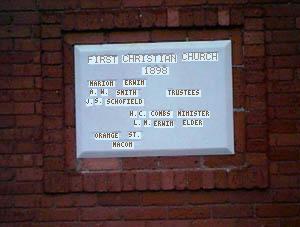 FIRST CHRISTIAN CHURCH
1898
MARION ERWIN
A. W. SMITH TRUSTEES
J. S. SCHOFIELD
H. C. COMBS MINISTER
L. M. ERWIN ELDER
ORANGE ST.
MACON